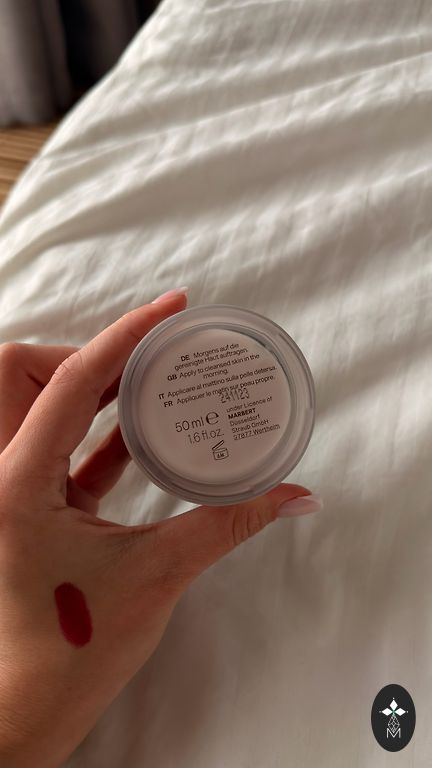 DE Morgens auf die
gereinigte Haut auftragen.
GB Apply to cleansed skin in the
morning.
IT Applicare al mattino sulla pelle detersa.
FR Appliquer le matin sur peau propre.
241123
50 ml e
1.6 fl.oz.
under Licence of
MARBERT
Düsseldorf
Straub GmbH
97877 Wertheim
M